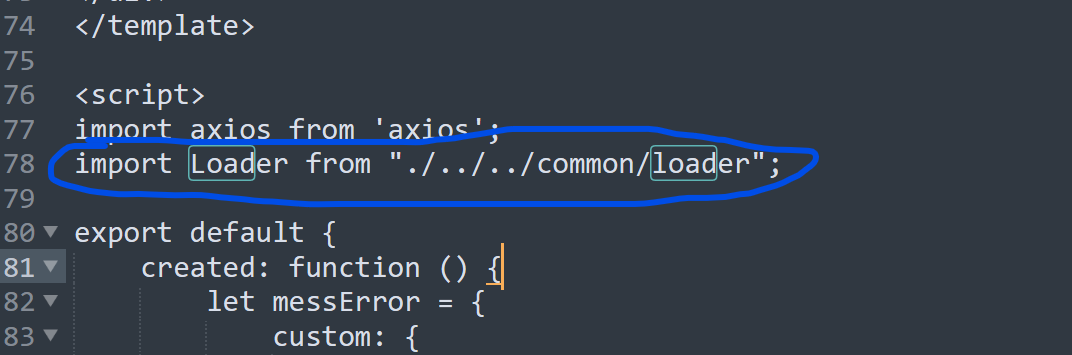 74 </template>
75
76 <script>
77 import axios from 'axios';
78 import Loader from "./../../common/loader";
79
80 export default {
81 created: function () {
82 let messError = {
83 custom: {